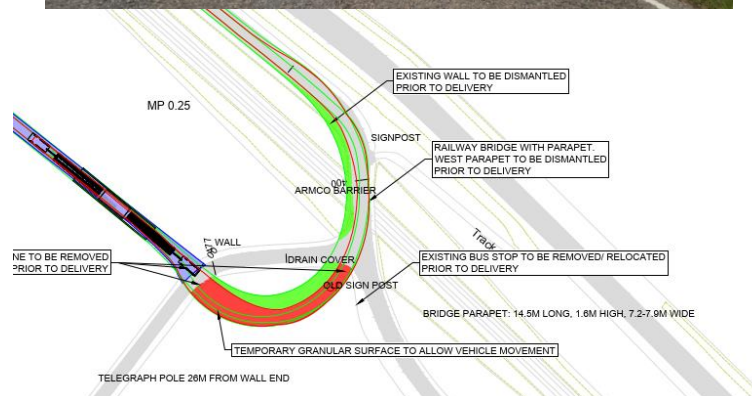 EXISTING WALL TO BE DISMANTLED
PRIOR TO DELIVERY
MP 0.25
SIGNPOST
RAILWAY BRIDGE WITH PARAPET.
WEST PARAPET TO BE DISMANTLED
PRIOR TO DELIVERY
400
ARMCO BARRIER
Track
WALL
DRAIN COVER
NE TO BE REMOVED
PRIOR TO DELIVERY
EXISTING BUS STOP TO BE REMOVED/ RELOCATED
PRIOR TO DELIVERY
OLD SIGN POST
BRIDGE PARAPET: 14.5M LONG, 1.6M HIGH, 7.2-7.9M WIDE
TEMPORARY GRANULAR SURFACE TO ALLOW VEHICLE MOVEMENT
TELEGRAPH POLE 26M FROM WALL END